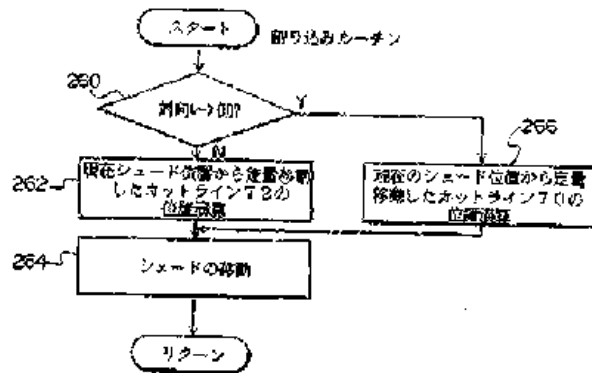 スタート
割り込みルーチン
260
対向レーン側?
Y
N
266
262
現在シェード位置から定量移動
したカットライン72の
位置演算
現在のシェード位置から定量
移動したカットライン70の
位置演算
264
シェードの移動
リターン